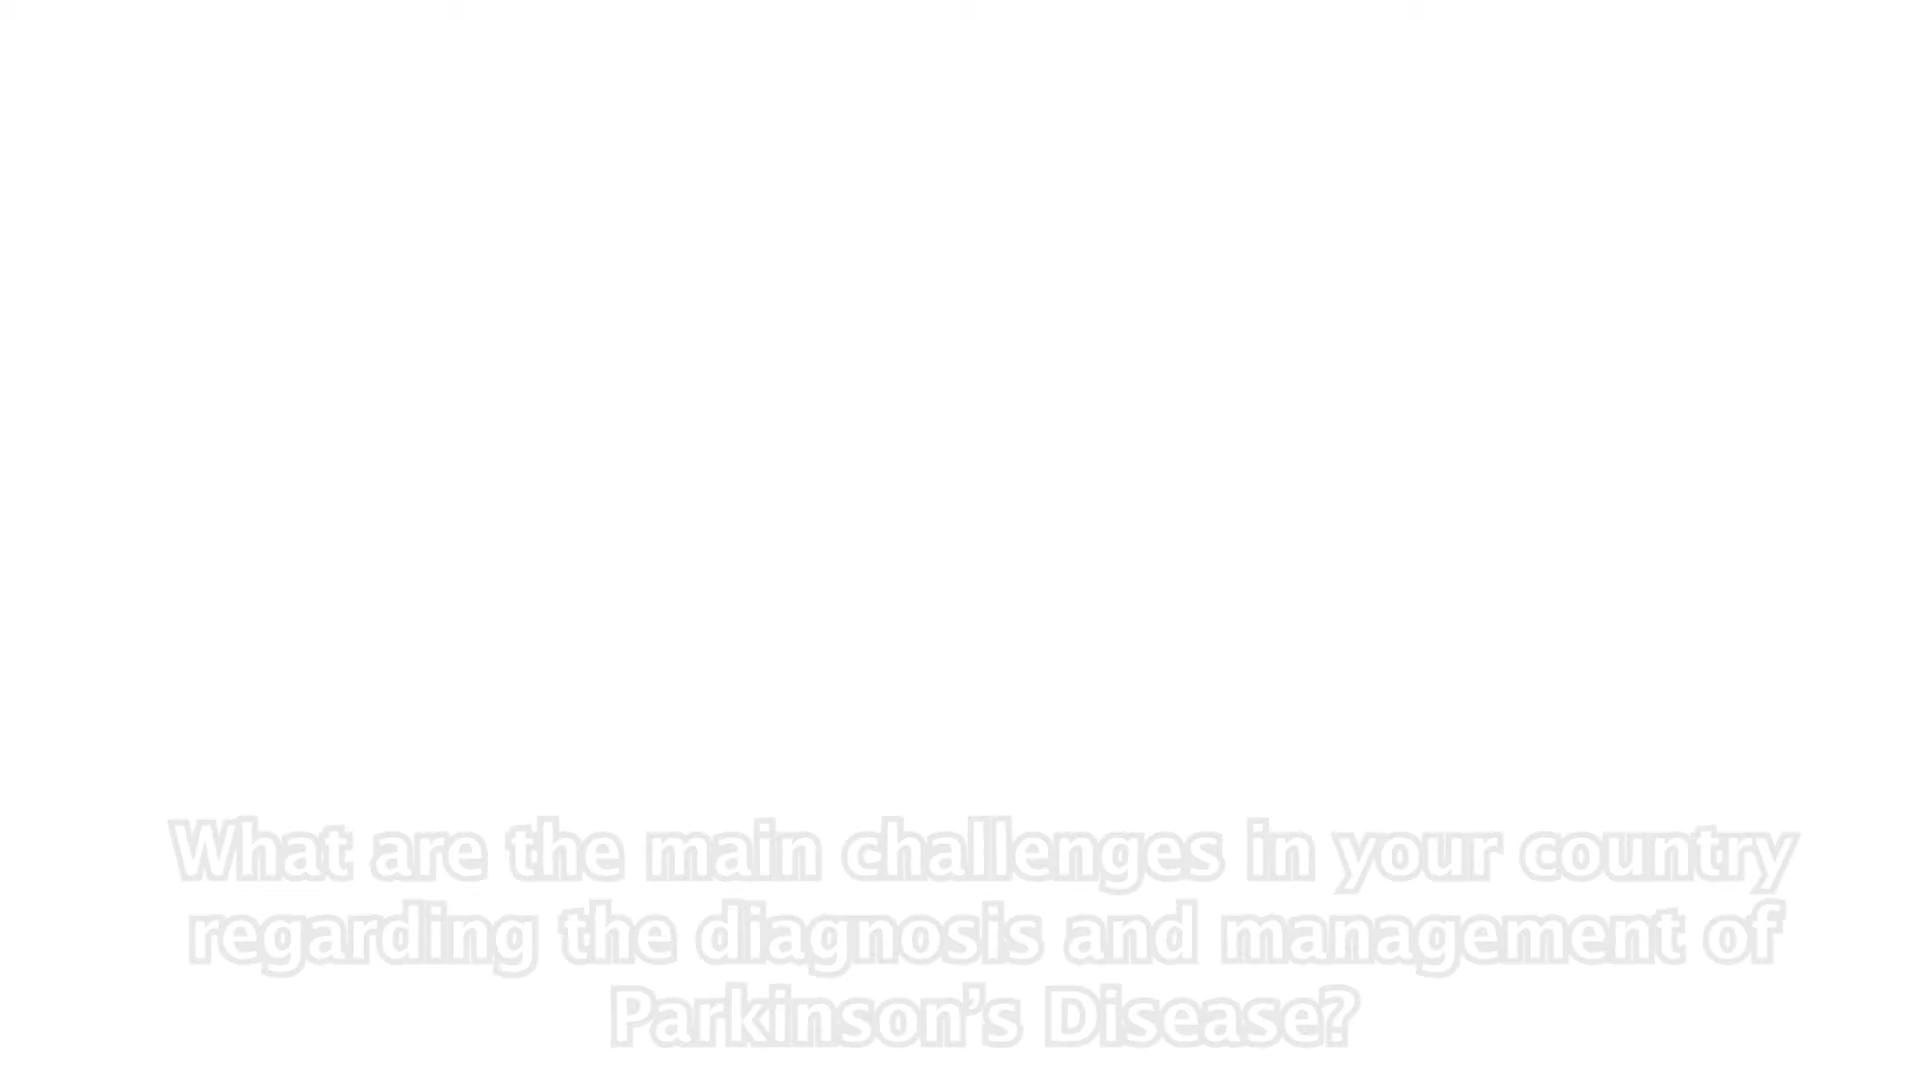 What are the main challenges in your country
regarding the diagnosis and management of
Parkinson’s Disease?